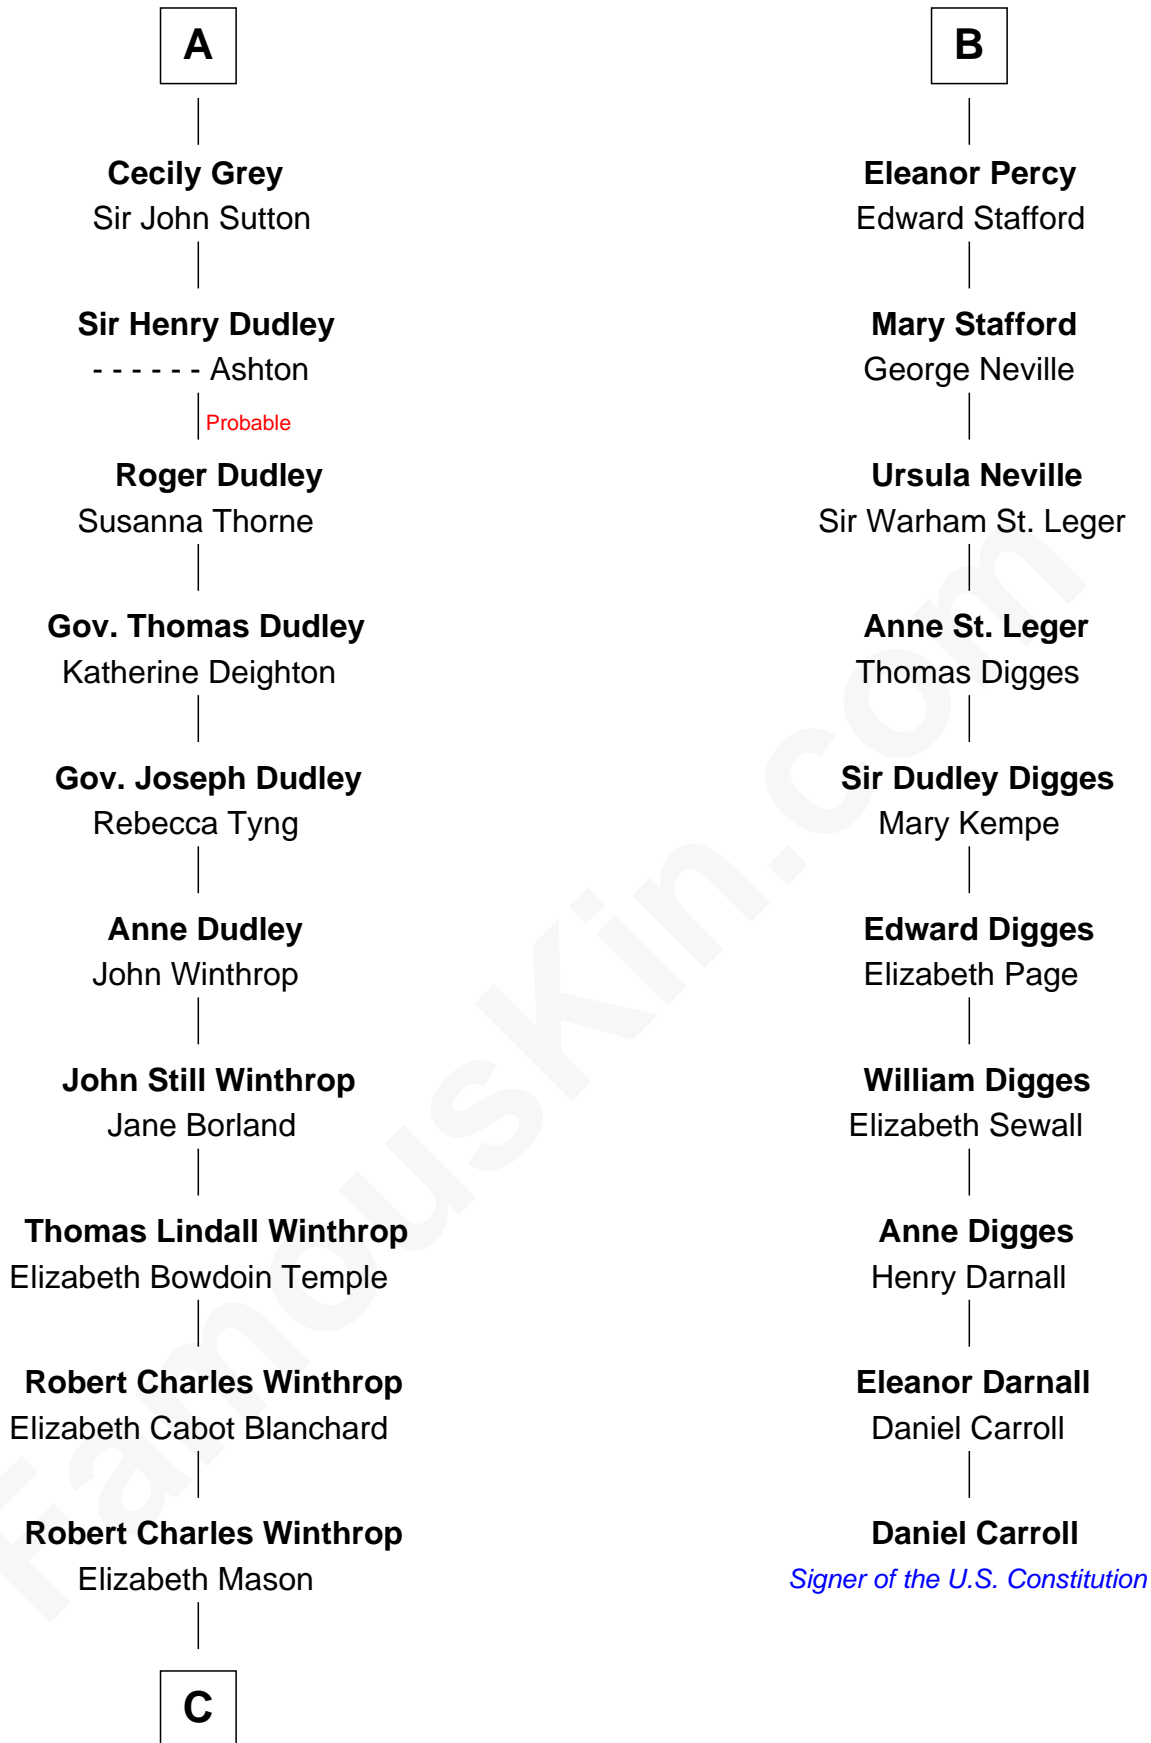 A
Cecily Grey
Sir John Sutton
Sir Henry Dudley
- - - - - - Ashton
Probable
Roger Dudley
Susanna Thorne
Gov. Thomas Dudley
Katherine Deighton
Gov. Joseph Dudley
Rebecca Tyng
Anne Dudley
John Winthrop
John Still Winthrop
Jane Borland
Thomas Lindall Winthrop
Elizabeth Bowdoin Temple
Robert Charles Winthrop
Elizabeth Cabot Blanchard
Robert Charles Winthrop
Elizabeth Mason
C
B
Eleanor Percy
Edward Stafford
Mary Stafford
George Neville
Ursula Neville
Sir Warham St. Leger
Anne St. Leger
Thomas Digges
Sir Dudley Digges
Mary Kempe
Edward Digges
Elizabeth Page
William Digges
Elizabeth Sewall
Anne Digges
Henry Darnall
Eleanor Darnall
Daniel Carroll
Daniel Carroll
Signer of the U.S. Constitution
FamousKin.com